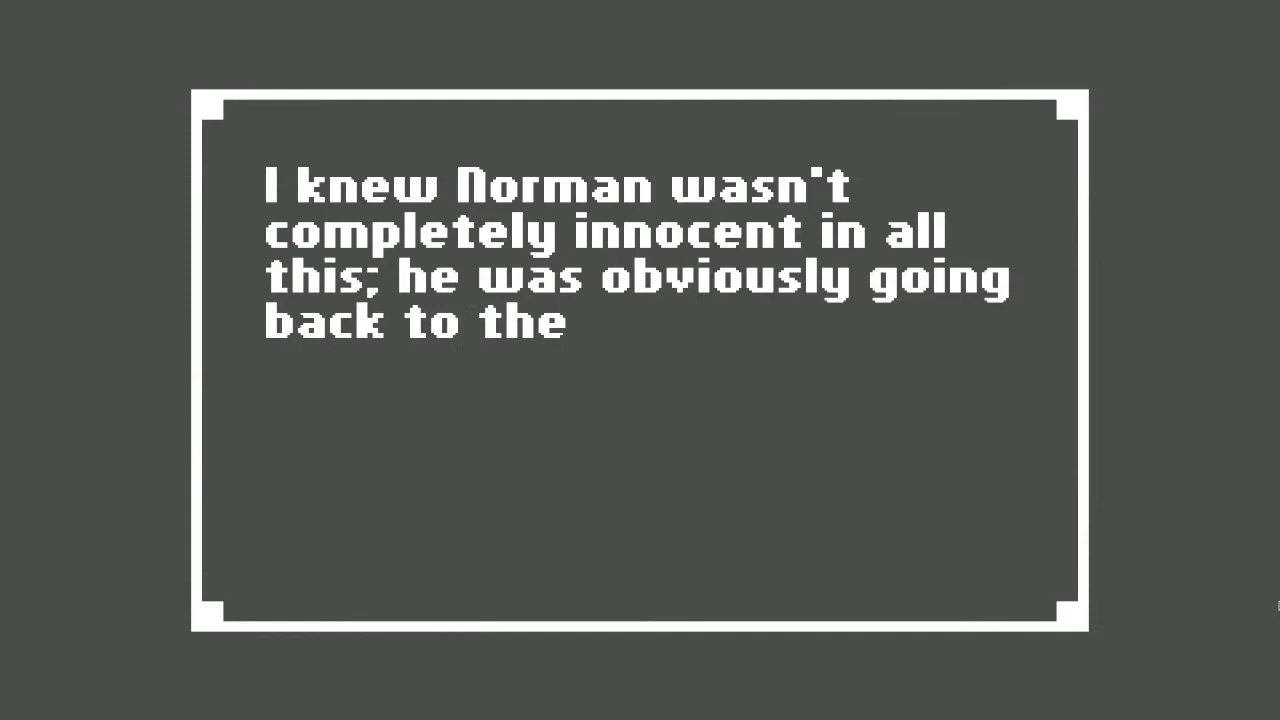 I knew Norman wasn't
completely innocent in all
this; he was obviously going
back to the